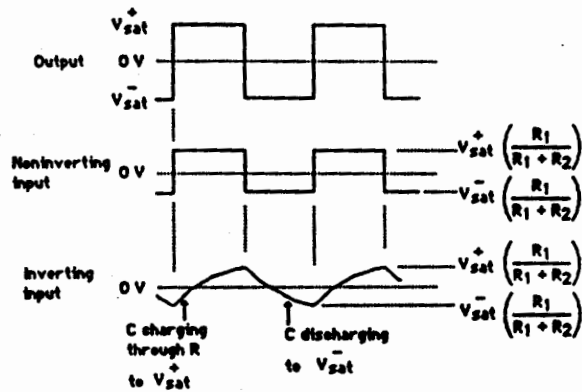 V+sat
Output 0 V
V-sat
Noninverting input 0 V
V+sat (R1 / R1 + R2)
V-sat (R1 / R1 + R2)
Inverting input 0 V
V+sat (R1 / R1 + R2)
V-sat (R1 / R1 + R2)
C charging
through R
to V+sat
C discharging
to V-sat